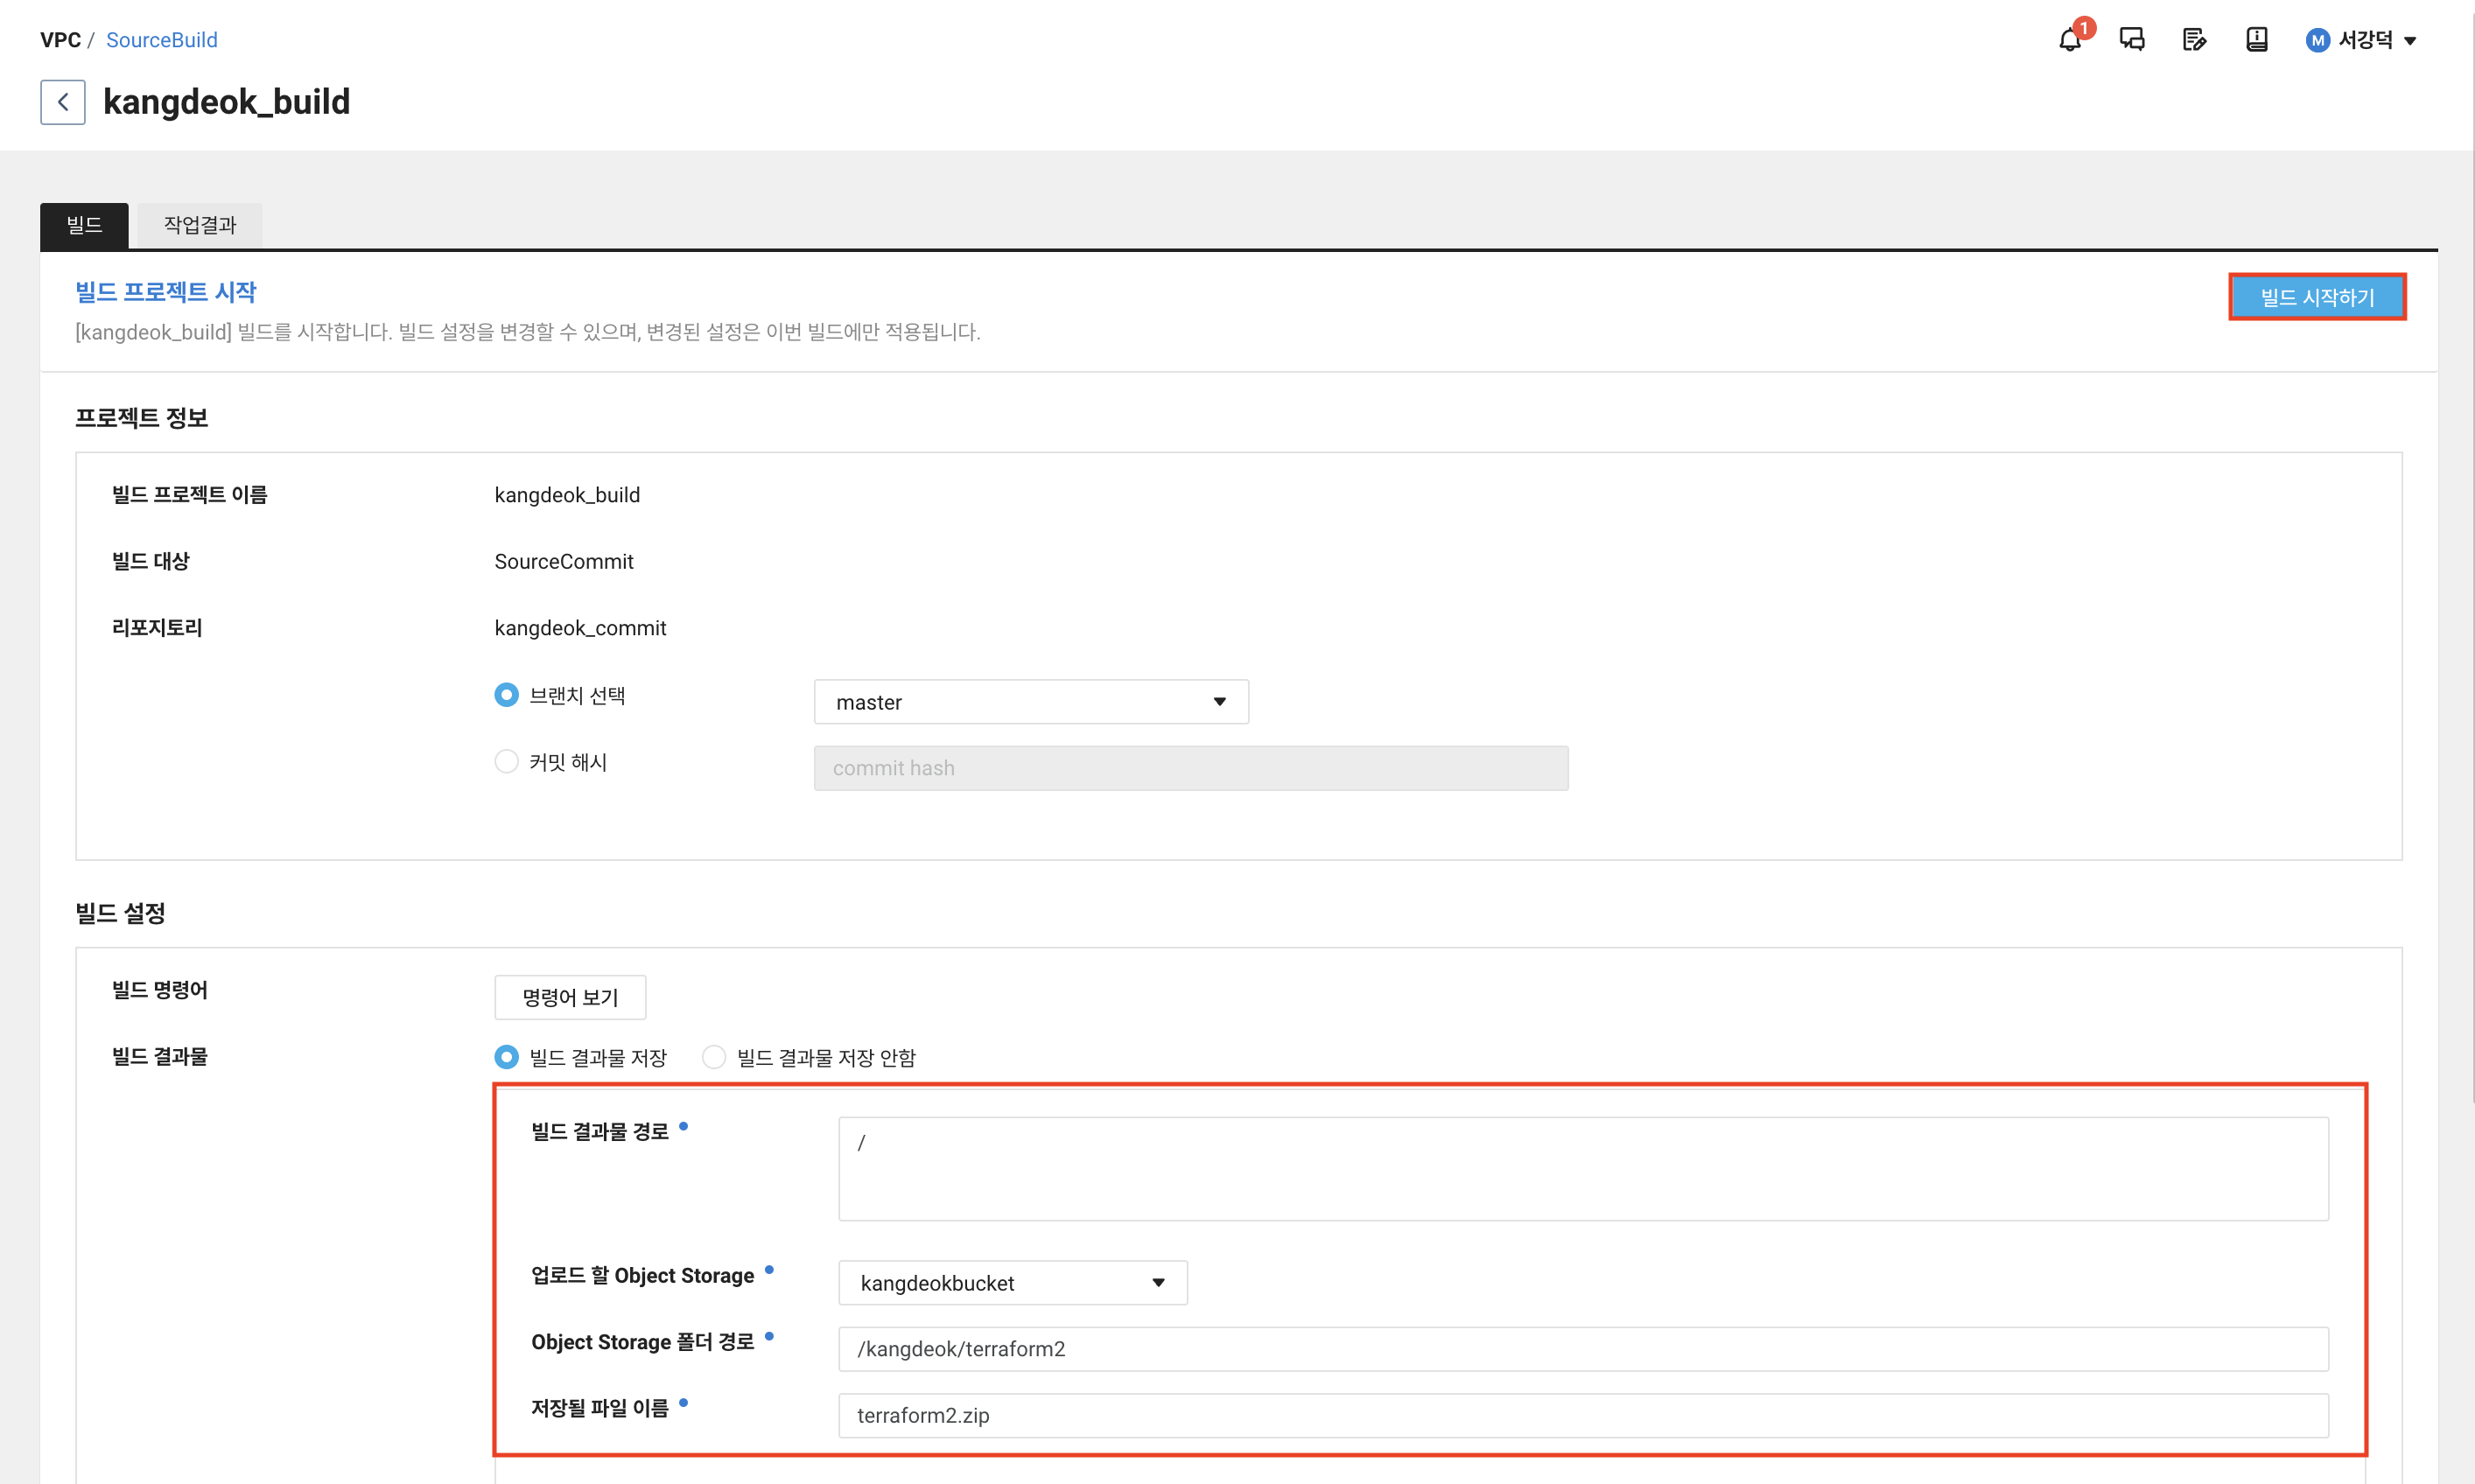 VPC / SourceBuild
1
M 서강덕
kangdeok_build
빌드 작업결과
빌드 프로젝트 시작
빌드 시작하기
[kangdeok_build] 빌드를 시작합니다. 빌드 설정을 변경할 수 있으며, 변경된 설정은 이번 빌드에만 적용됩니다.
프로젝트 정보
빌드 프로젝트 이름 kangdeok_build
빌드 대상 SourceCommit
리포지토리 kangdeok_commit
브랜치 선택 master
커밋 해시 commit hash
빌드 설정
빌드 명령어 명령어 보기
빌드 결과물 빌드 결과물 저장 빌드 결과물 저장 안함
빌드 결과물 경로 /
업로드 할 Object Storage kangdeokbucket
Object Storage 폴더 경로 /kangdeok/terraform2
저장될 파일 이름 terraform2.zip